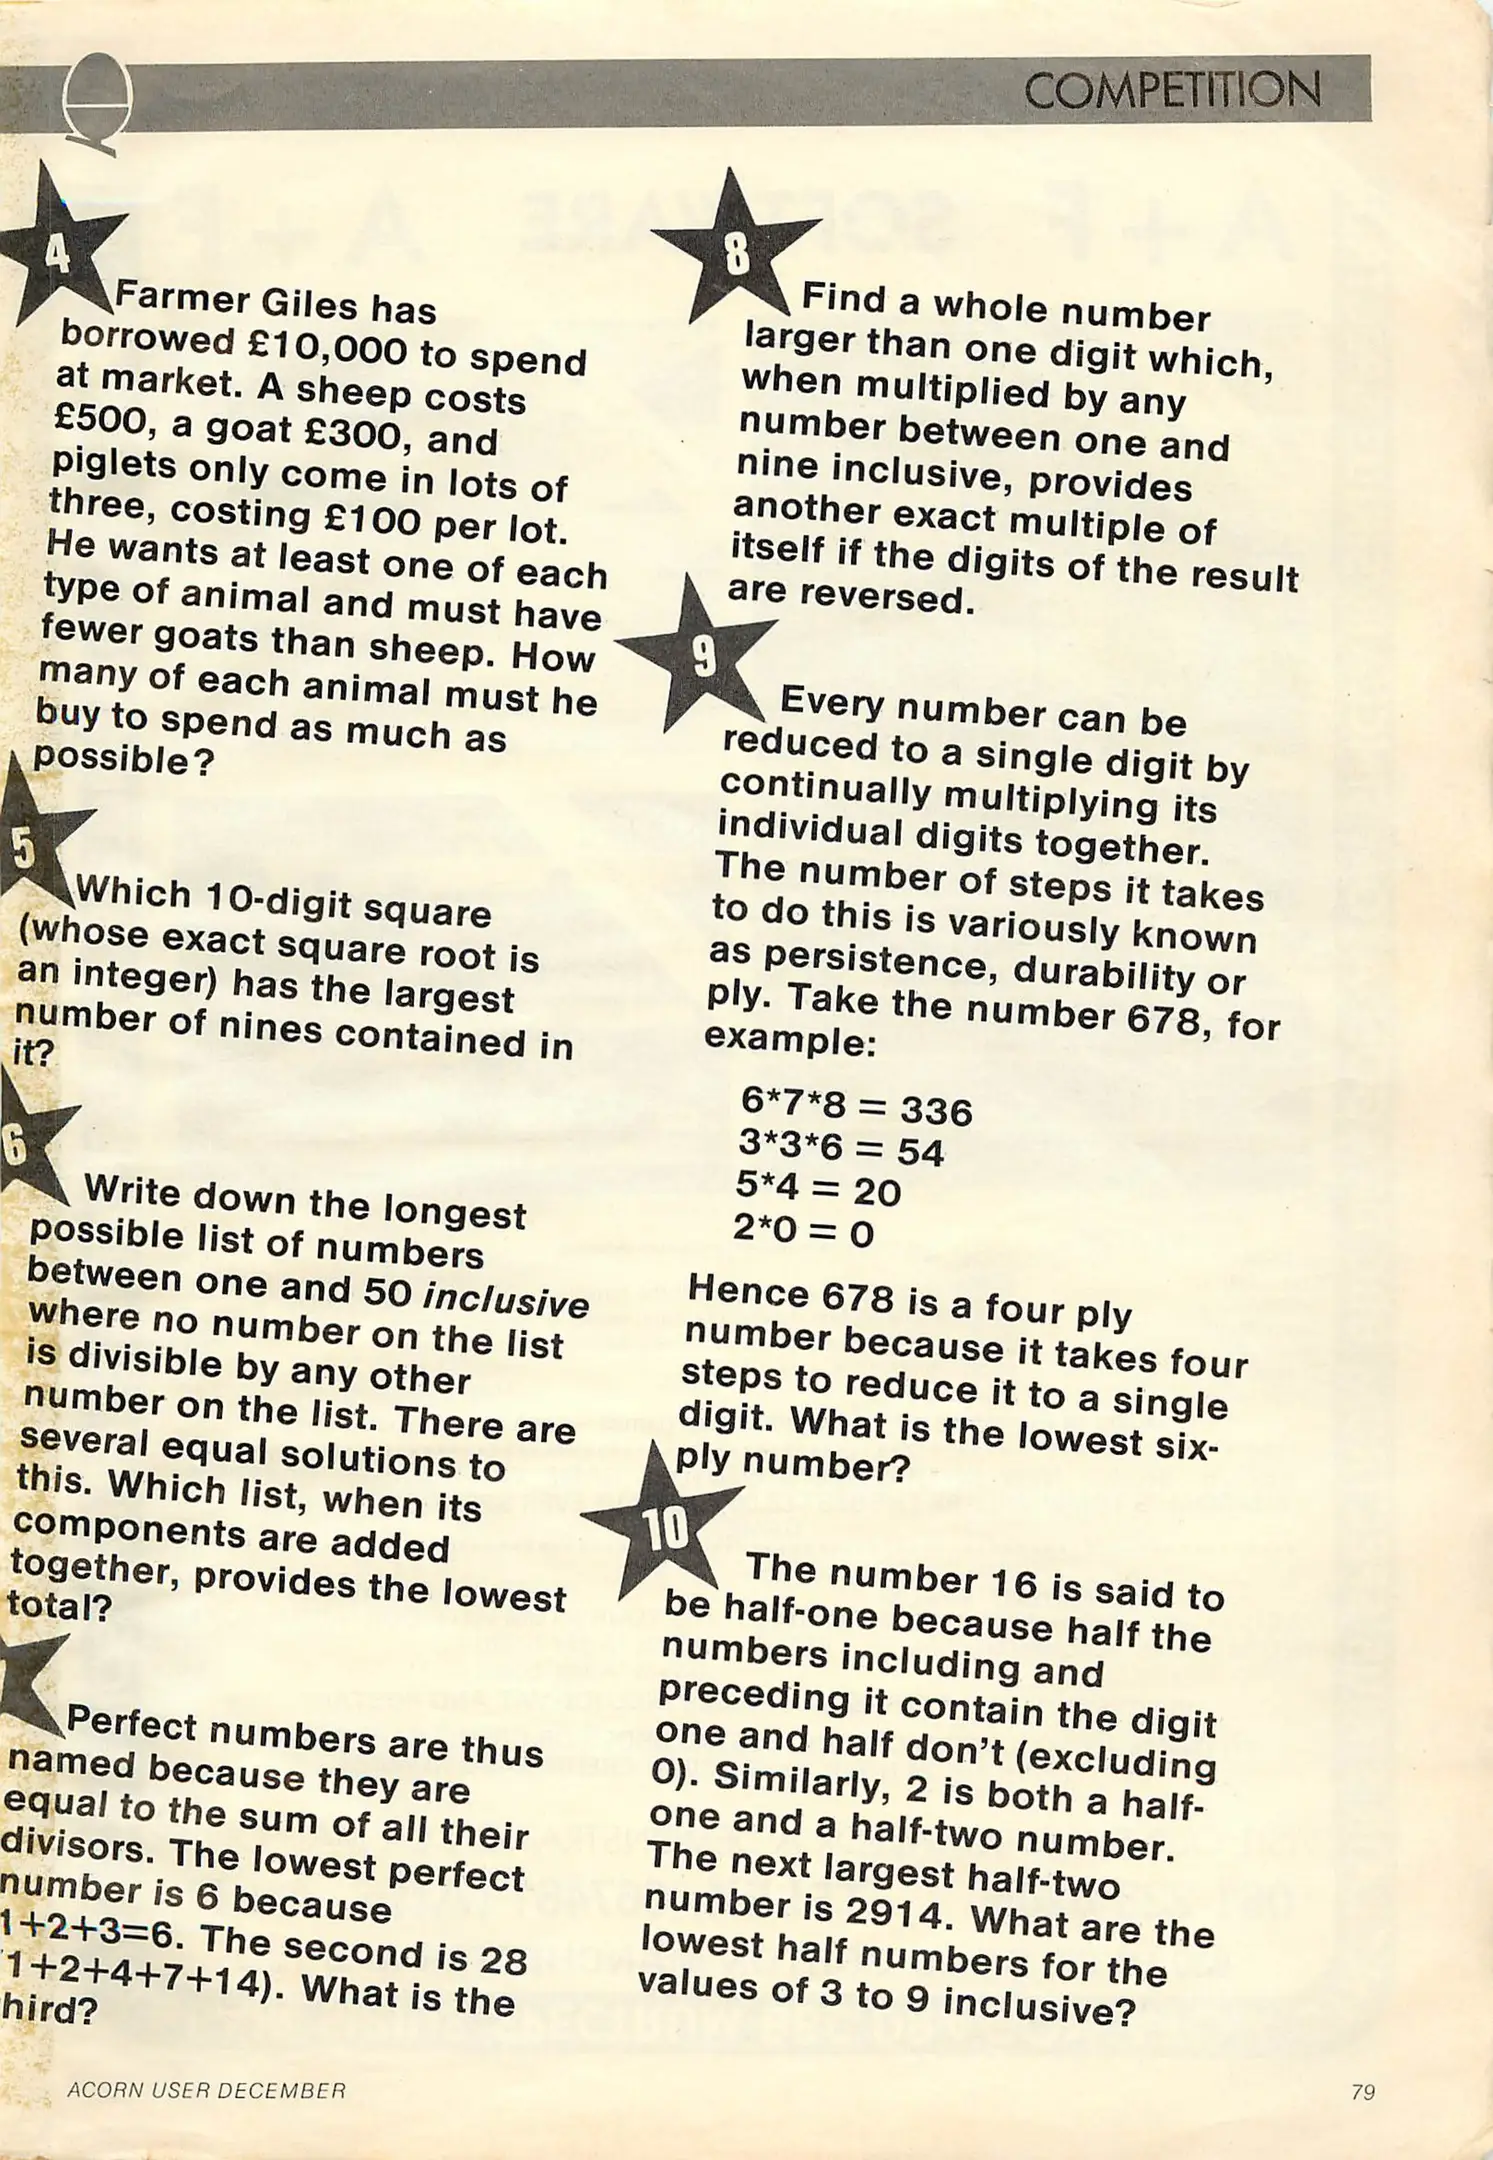 COMPETITION
4
Farmer Giles has
borrowed £10,000 to spend
at market. A sheep costs
£500, a goat £300, and
piglets only come in lots of
three, costing £100 per lot.
He wants at least one of each
type of animal and must have
fewer goats than sheep. How
many of each animal must he
buy to spend as much as
possible?
5
Which 10-digit square
(whose exact square root is
an integer) has the largest
number of nines contained in
it?
6
Write down the longest
possible list of numbers
between one and 50 inclusive
where no number on the list
is divisible by any other
number on the list. There are
several equal solutions to
this. Which list, when its
components are added
together, provides the lowest
total?
Perfect numbers are thus
named because they are
equal to the sum of all their
divisors. The lowest perfect
number is 6 because
1+2+3=6. The second is 28
1+2+4+7+14). What is the
hird?
8
Find a whole number
larger than one digit which,
when multiplied by any
number between one and
nine inclusive, provides
another exact multiple of
itself if the digits of the result
are reversed.
9
Every number can be
reduced to a single digit by
continually multiplying its
individual digits together.
The number of steps it takes
to do this is variously known
as persistence, durability or
ply. Take the number 678, for
example:
6*7*8 = 336
3*3*6 = 54
5*4 = 20
2*0 = 0
Hence 678 is a four ply
number because it takes four
steps to reduce it to a single
digit. What is the lowest six-
ply number?
10
The number 16 is said to
be half-one because half the
numbers including and
preceding it contain the digit
one and half don't (excluding
0). Similarly, 2 is both a half-
one and a half-two number.
The next largest half-two
number is 2914. What are the
lowest half numbers for the
values of 3 to 9 inclusive?
ACORN USER DECEMBER
79